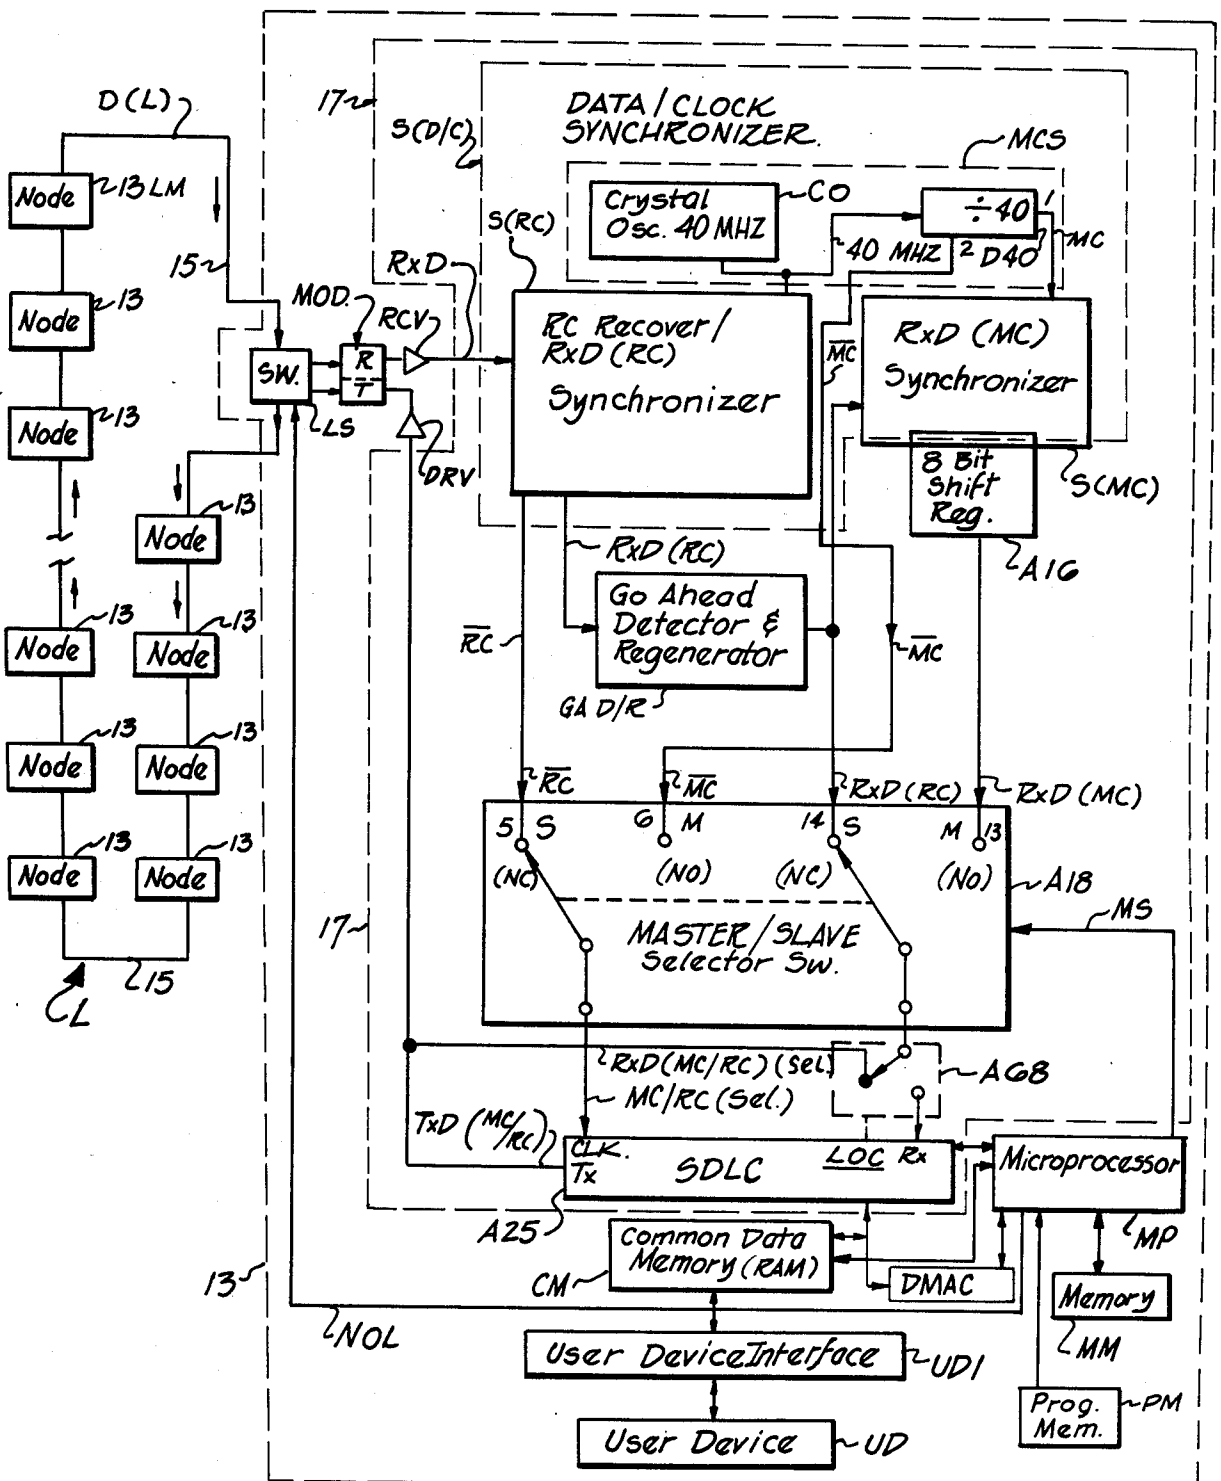 D(L)
17
DATA/CLOCK
SYNCHRONIZER.
S(D/C)
MCS
Node
13LM
Crystal
Osc. 40 MHZ
CO
÷40
1
MC
S(RC)
40 MHZ
2
D40
15
RxD
Node
13
MOD.
RCV
RC Recover/
RxD (RC)
Synchronizer
RxD (MC)
Synchronizer
MC
SW.
R
T
LS
Node
13
DRV
8 Bit
Shift
Reg.
S(MC)
Node
13
RxD (RC)
A16
Go Ahead
Detector &
Regenerator
RC
MC
GA D/R
Node
13
Node
13
Node
13
Node
13
RC
MC
RxD (RC)
RxD (MC)
5 S
6 M
14 S
M 13
(NC)
(NO)
(NC)
(NO)
A18
Node
13
Node
13
MASTER/SLAVE
Selector Sw.
MS
17
15
L
RxD (MC/RC) (Sel)
A68
MC/RC (Sel.)
TxD (MC/RC)
CLK.
Tx
SDLC
LOC
Rx
Microprocessor
A25
MP
Common Data
Memory (RAM)
CM
DMAC
Memory
MM
13
NOL
User Device Interface
UDI
Prog.
Mem.
PM
User Device
UD